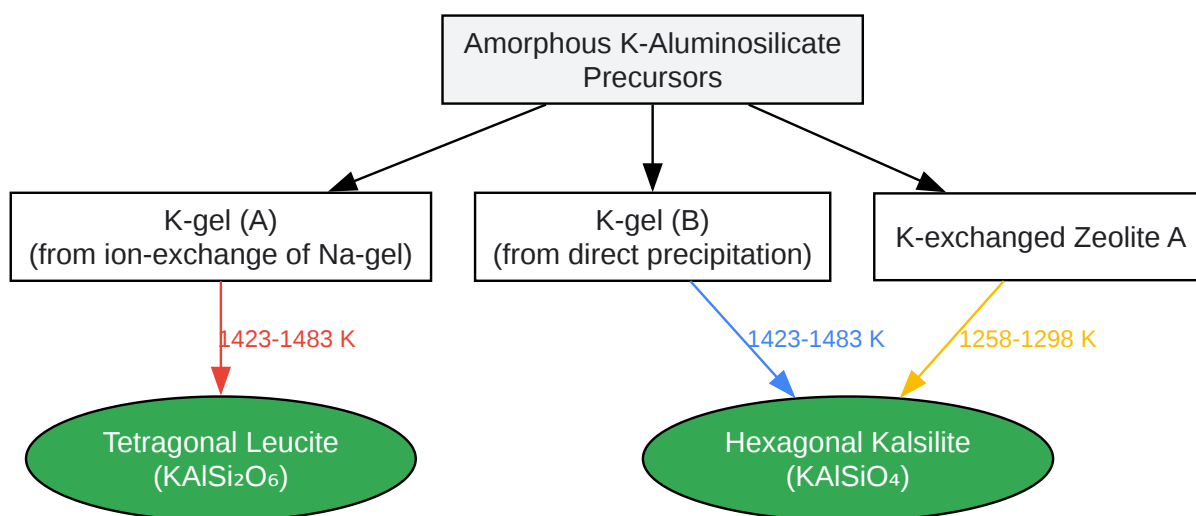 Amorphous K-Aluminosilicate
Precursors
K-gel (A)
(from ion-exchange of Na-gel)
K-gel (B)
(from direct precipitation)
K-exchanged Zeolite A
1423-1483 K
1423-1483 K
1258-1298 K
Tetragonal Leucite
(KAlSi₂O₆)
Hexagonal Kalsilite
(KAlSiO₄)